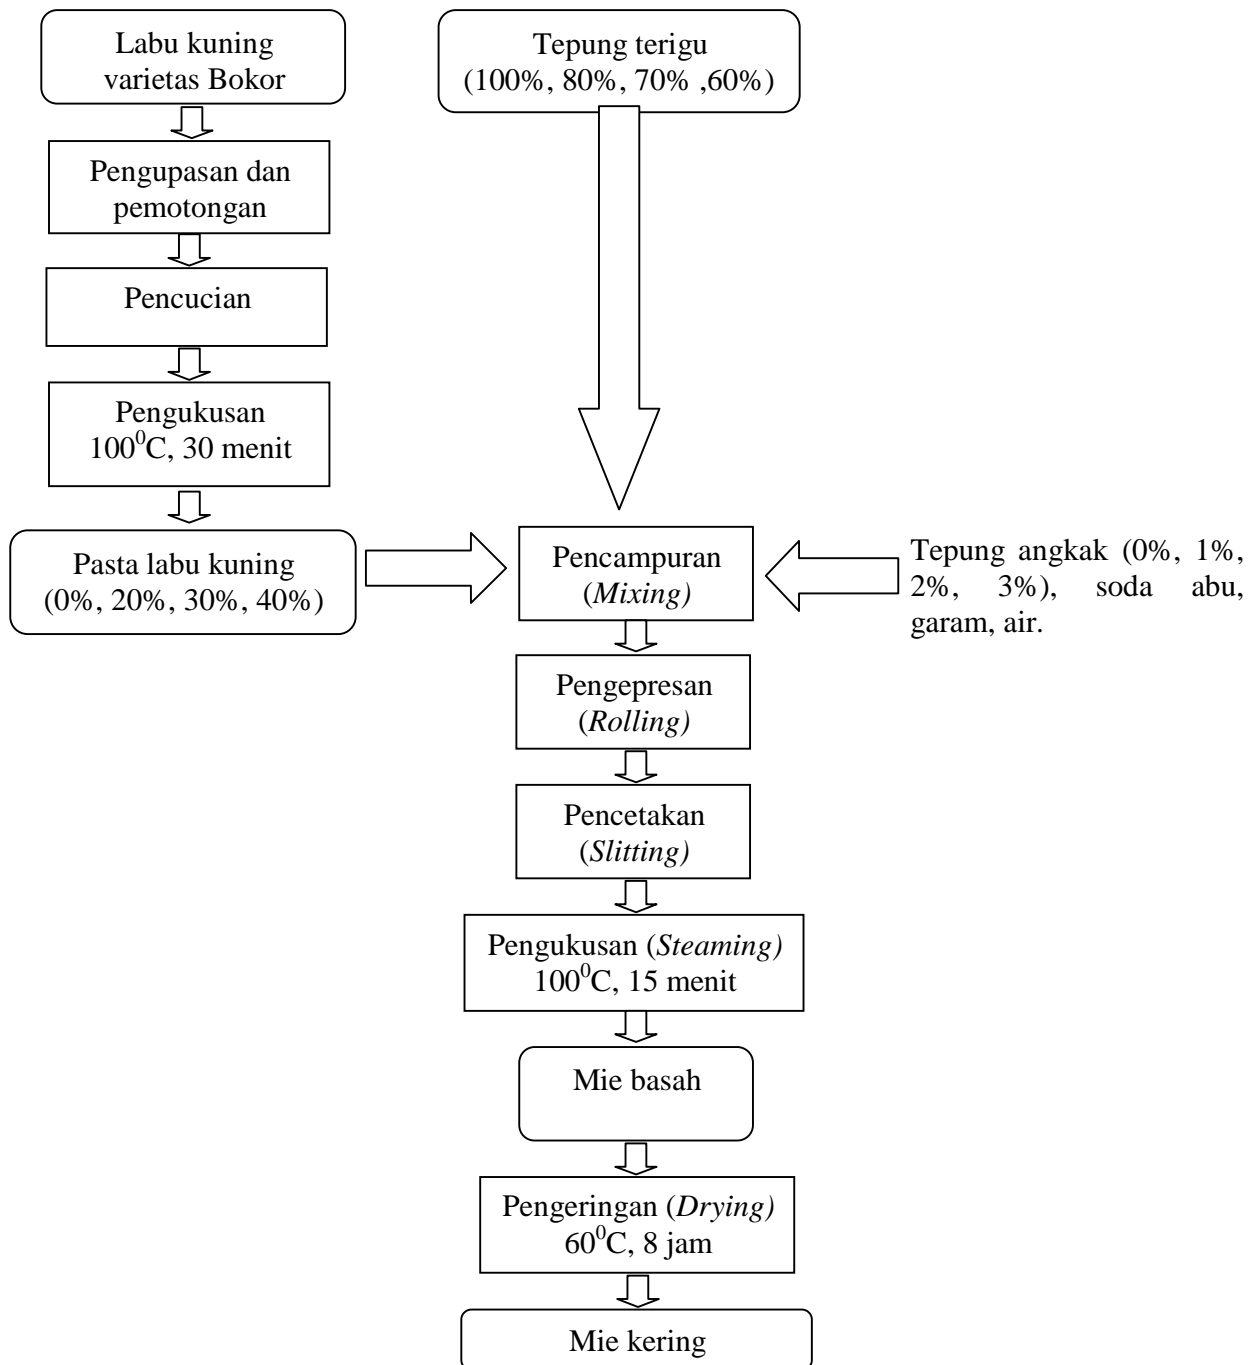 Labu kuning
varietas Bokor
Tepung terigu
(100%, 80%, 70% ,60%)
Pengupasan dan
pemotongan
Pencucian
Pengukusan
100⁰C, 30 menit
Pasta labu kuning
(0%, 20%, 30%, 40%)
Pencampuran
(Mixing)
Tepung angkak (0%, 1%,
2%, 3%), soda abu,
garam, air.
Pengepresan
(Rolling)
Pencetakan
(Slitting)
Pengukusan (Steaming)
100⁰C, 15 menit
Mie basah
Pengeringan (Drying)
60⁰C, 8 jam
Mie kering